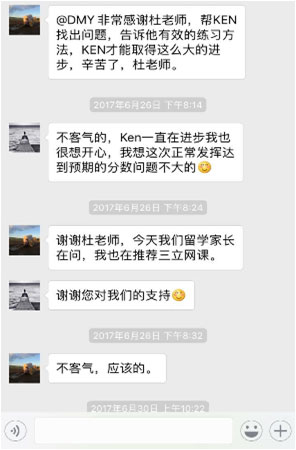 @DMY 非常感谢杜老师，帮KEN
找出问题，告诉他有效的练习方
法，KEN才能取得这么大的进
步，辛苦了，杜老师。
2017年6月26日 下午8:14
不客气的，Ken一直在进步我也
很想开心，我想这次正常发挥达
到预期的分数问题不大的
2017年6月26日 下午8:24
谢谢杜老师，今天我们留学家长
在问，我也在推荐三立网课。
谢谢您对我们的支持
2017年6月26日 下午8:32
不客气，应该的。
2017年6月30日 上午10:22